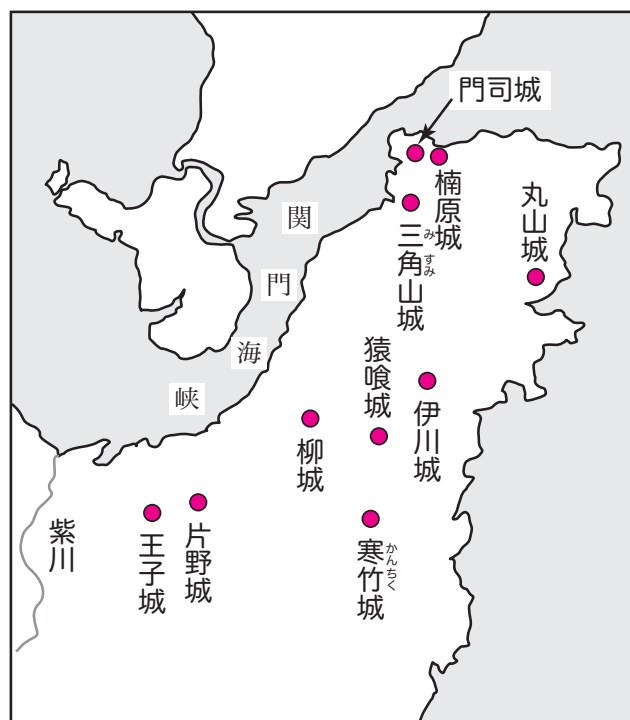 門司城
楠原城
三角山城
みすみ
丸山城
関門海峡
猿喰城
伊川城
柳城
寒竹城
かんちく
片野城
王子城
紫川